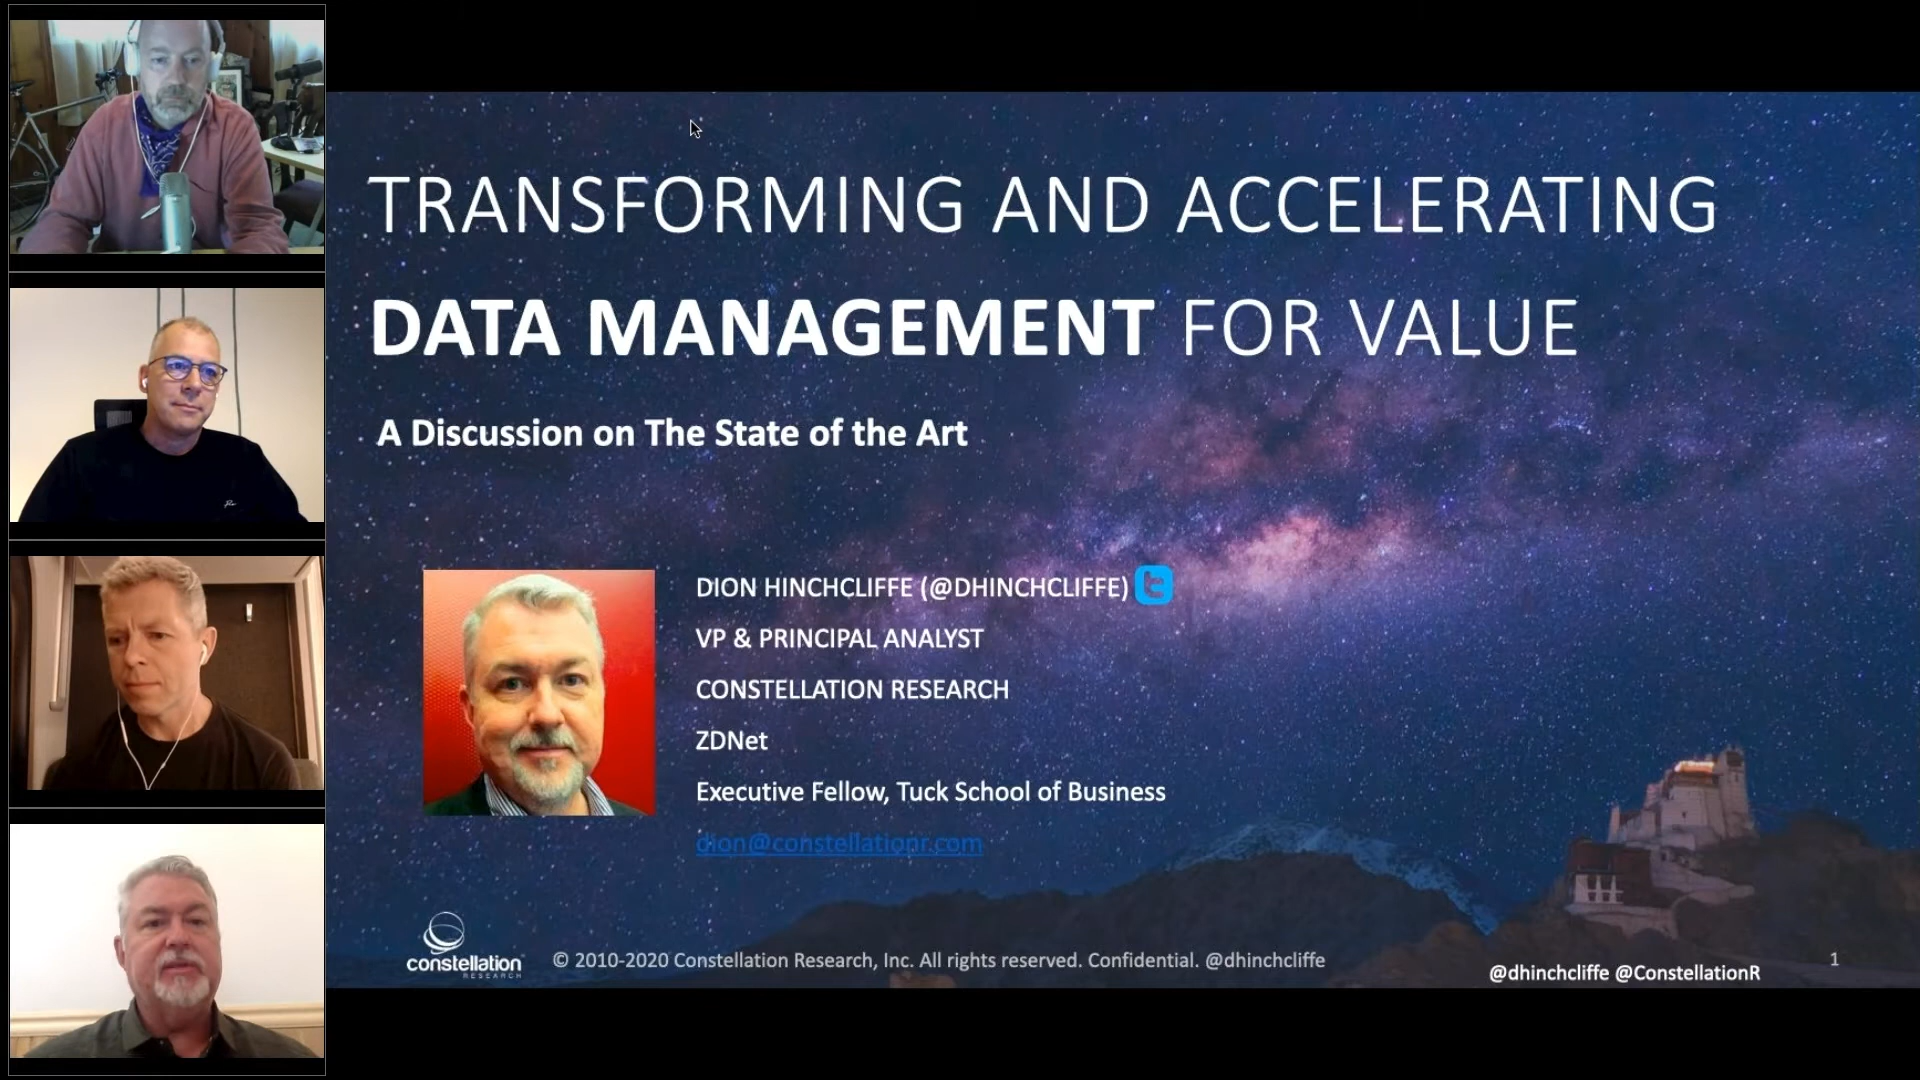 TRANSFORMING AND ACCELERATING
DATA MANAGEMENT FOR VALUE
A Discussion on The State of the Art
DION HINCHCLIFFE (@DHINCHCLIFFE)
VP & PRINCIPAL ANALYST
CONSTELLATION RESEARCH
ZDNet
Executive Fellow, Tuck School of Business
dion@constellationr.com
constellation
RESEARCH
© 2010-2020 Constellation Research, Inc. All rights reserved. Confidential. @dhinchcliffe
@dhinchcliffe @ConstellationR
1